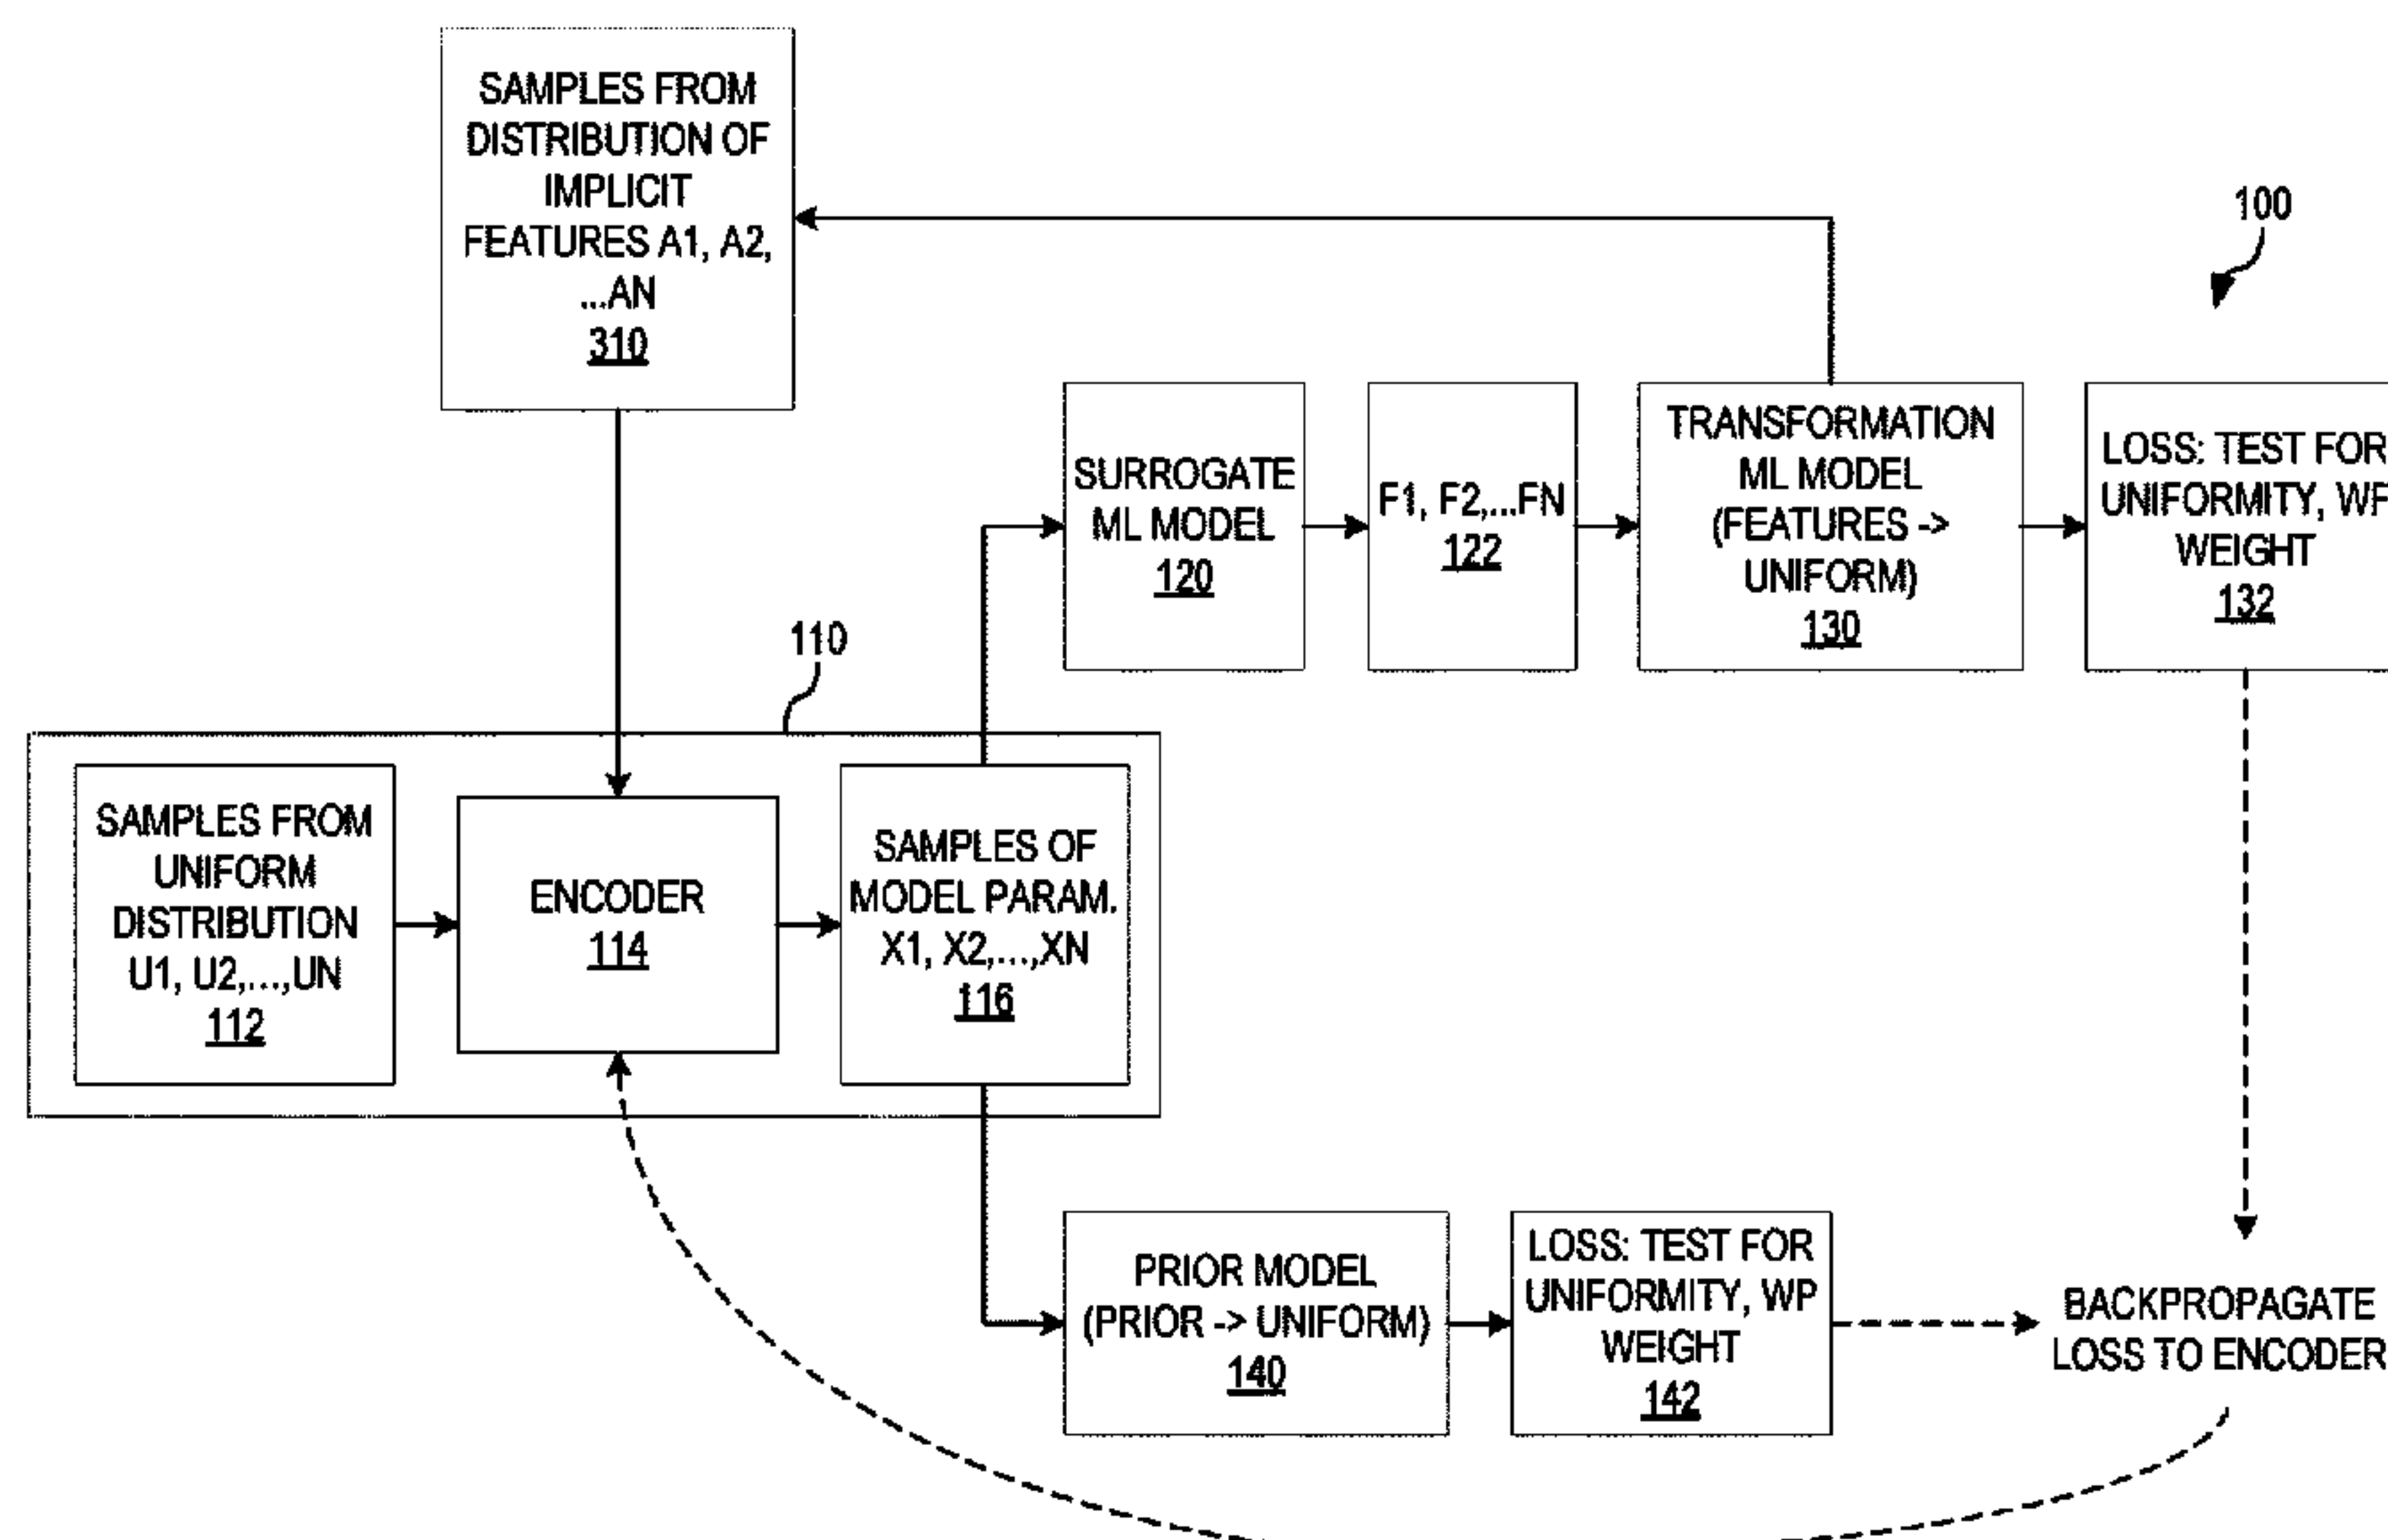 SAMPLES FROM
DISTRIBUTION OF
IMPLICIT
FEATURES A1, A2,
...AN
310
100
SURROGATE
ML MODEL
120
F1, F2,...FN
122
TRANSFORMATION
ML MODEL
(FEATURES ->
UNIFORM)
130
LOSS: TEST FOR
UNIFORMITY,
WEIGHT
132
110
SAMPLES FROM
UNIFORM
DISTRIBUTION
U1, U2,...,UN
112
ENCODER
114
SAMPLES OF
MODEL PARAM.
X1, X2,...,XN
116
PRIOR MODEL
(PRIOR -> UNIFORM)
140
LOSS: TEST FOR
UNIFORMITY, WP
WEIGHT
142
BACKPROPAGATE
LOSS TO ENCODER